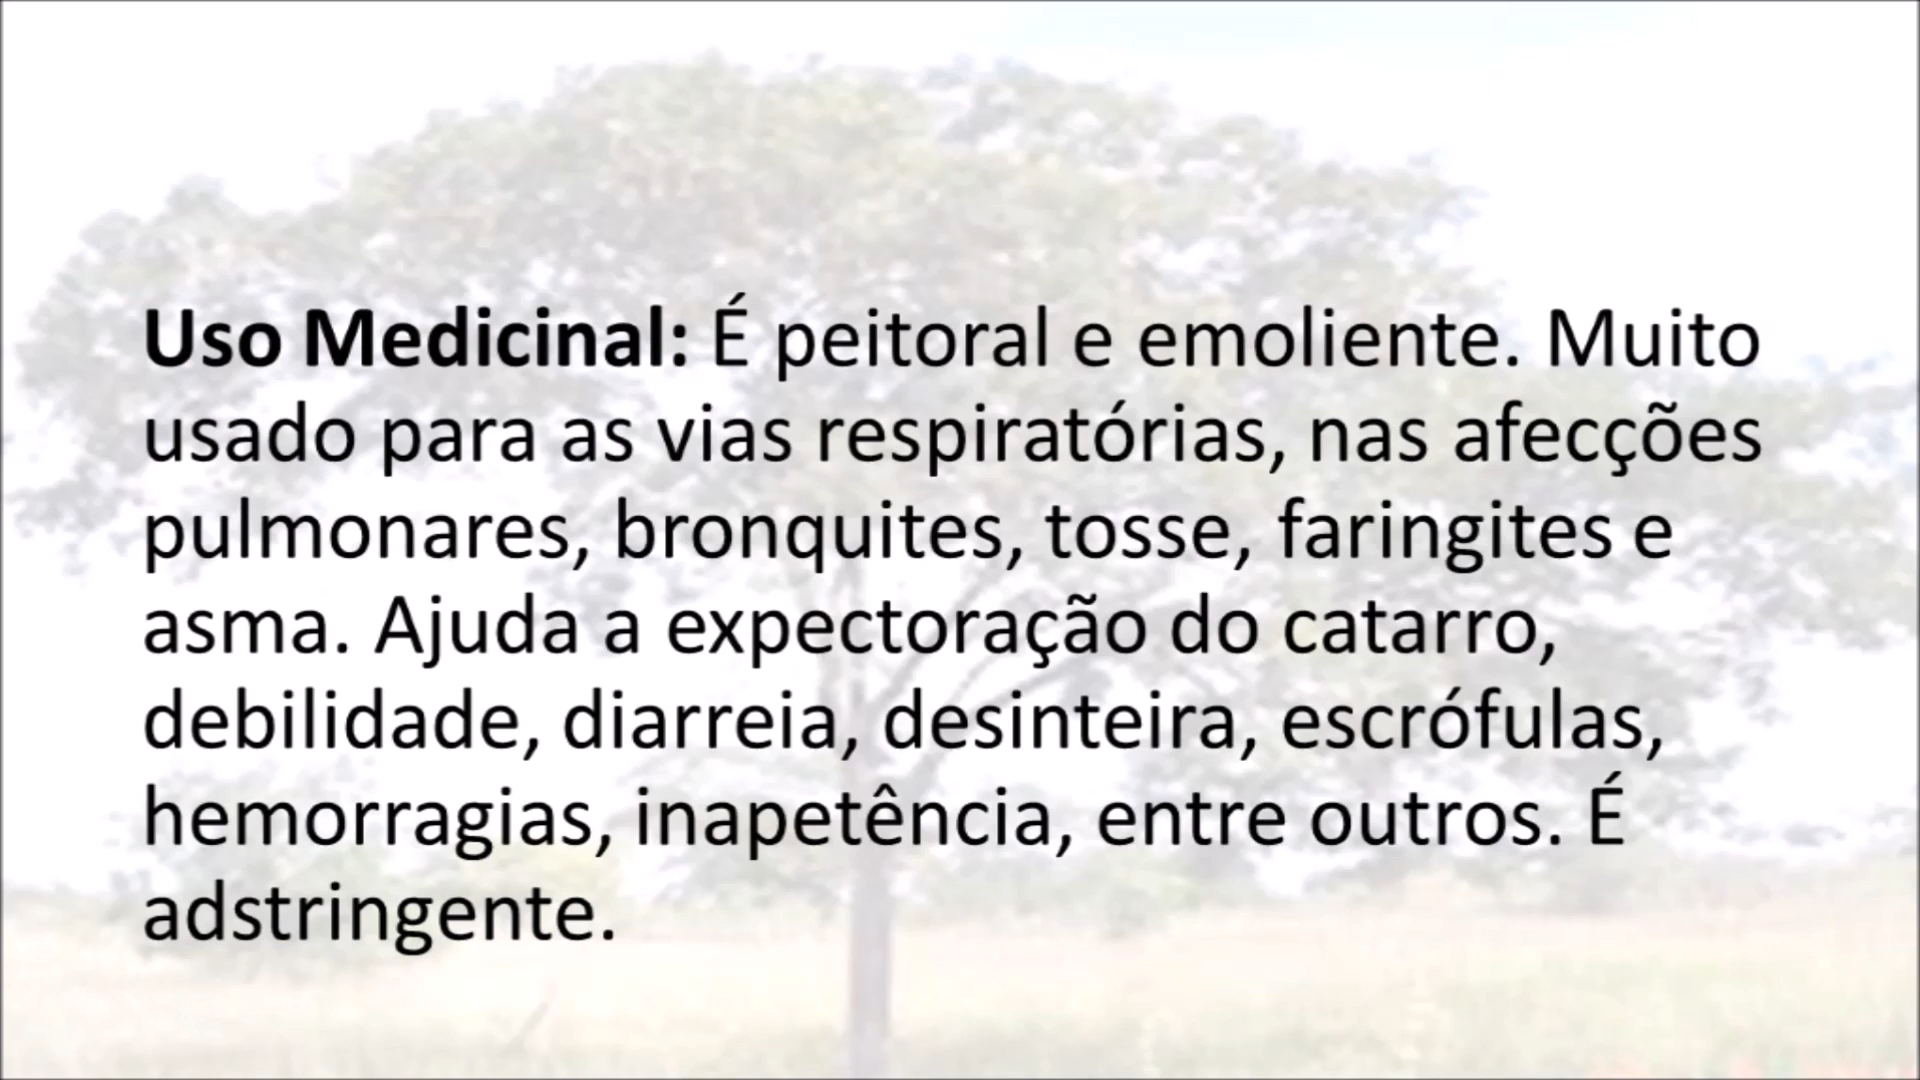 Uso Medicinal: É peitoral e emoliente. Muito
usado para as vias respiratórias, nas afecções
pulmonares, bronquites, tosse, faringites e
asma. Ajuda a expectoração do catarro,
debilidade, diarreia, desinteira, escrófulas,
hemorragias, inapetência, entre outros. É
adstringente.